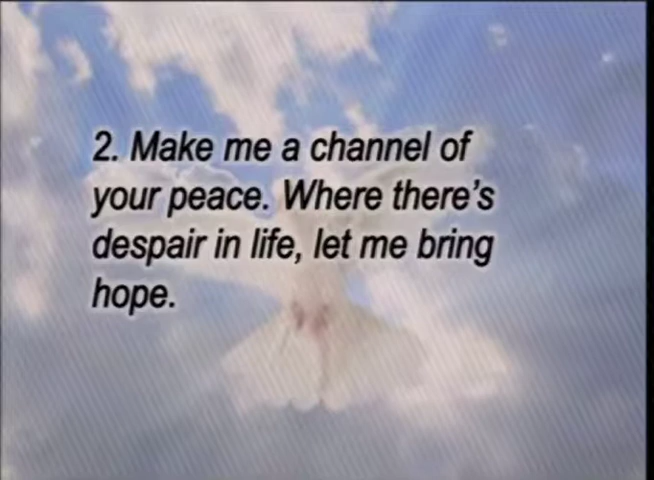 2. Make me a channel of
your peace. Where there's
despair in life, let me bring
hope.